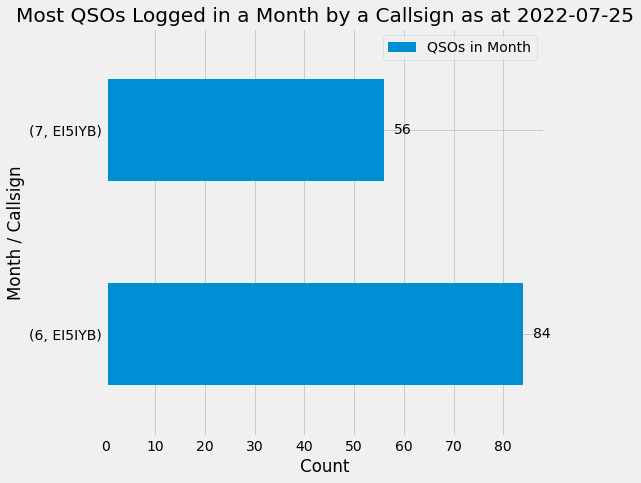 Most QSOs Logged in a Month by a Callsign as at 2022-07-25
QSOs in Month
(7, EI5IYB)
56
Month / Callsign
(6, EI5IYB)
84
0 10 20 30 40 50 60 70 80
Count